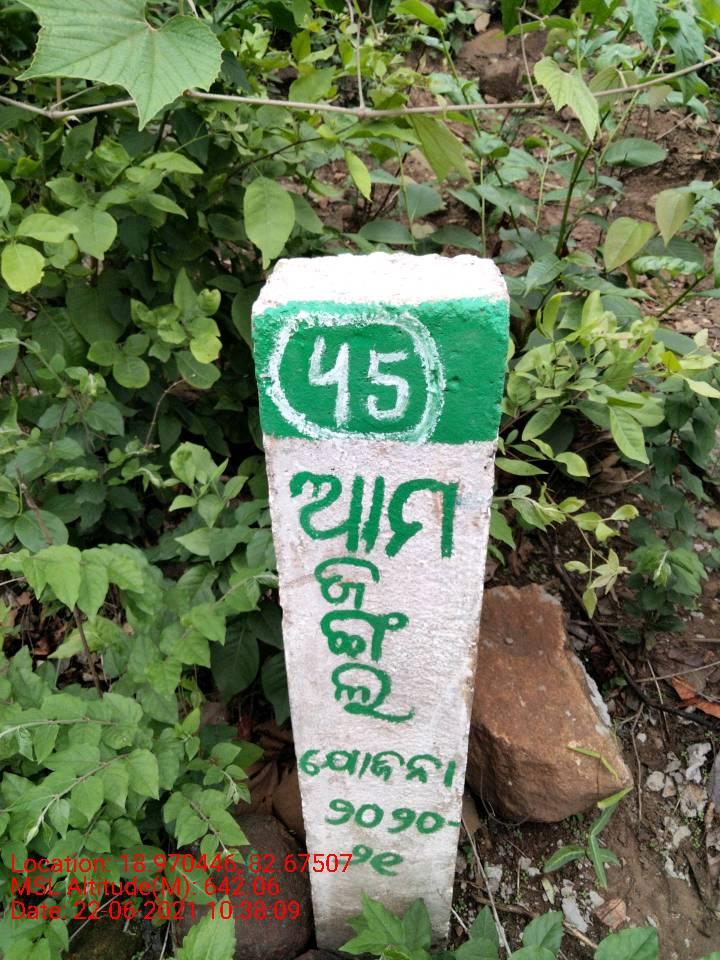 45
ଆମ
ଜ
ଙ୍ଗ
ଲ
ଯୋଜନା
୨୦୨୦-
୨୧
Location: 18.970446, 82.67507
MSL Altitude(M): 642.06
Date: 22-06-2021 10:38:09